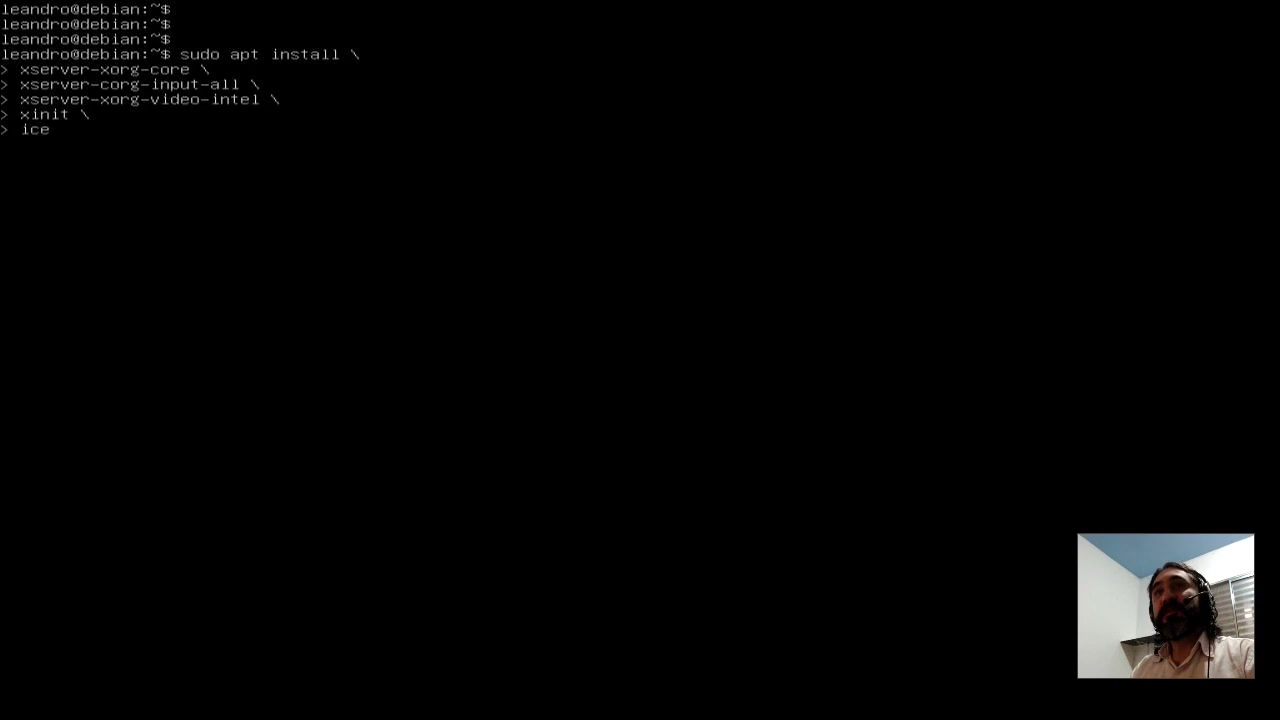 leandro@debian:~$
leandro@debian:~$
leandro@debian:~$
leandro@debian:~$ sudo apt install \
> xserver-xorg-core \
> xserver-corg-input-all \
> xserver-xorg-video-intel \
> xinit \
> ice